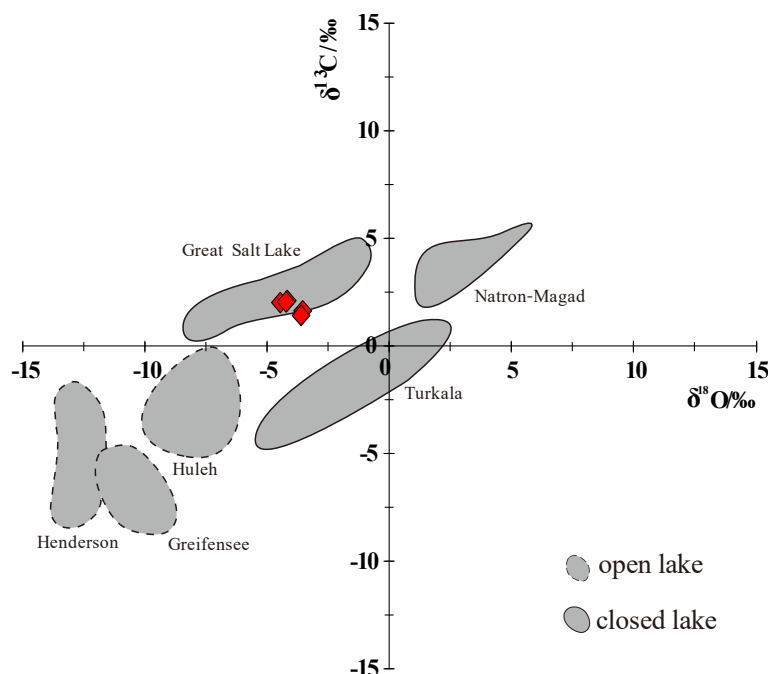 15
δ¹³C/‰
10
5
Great Salt Lake
Natron-Magad
0
-15
-10
-5
0
5
10
15
δ¹⁸O/‰
Turkala
-5
Huleh
Henderson
Greifensee
-10
open lake
closed lake
-15